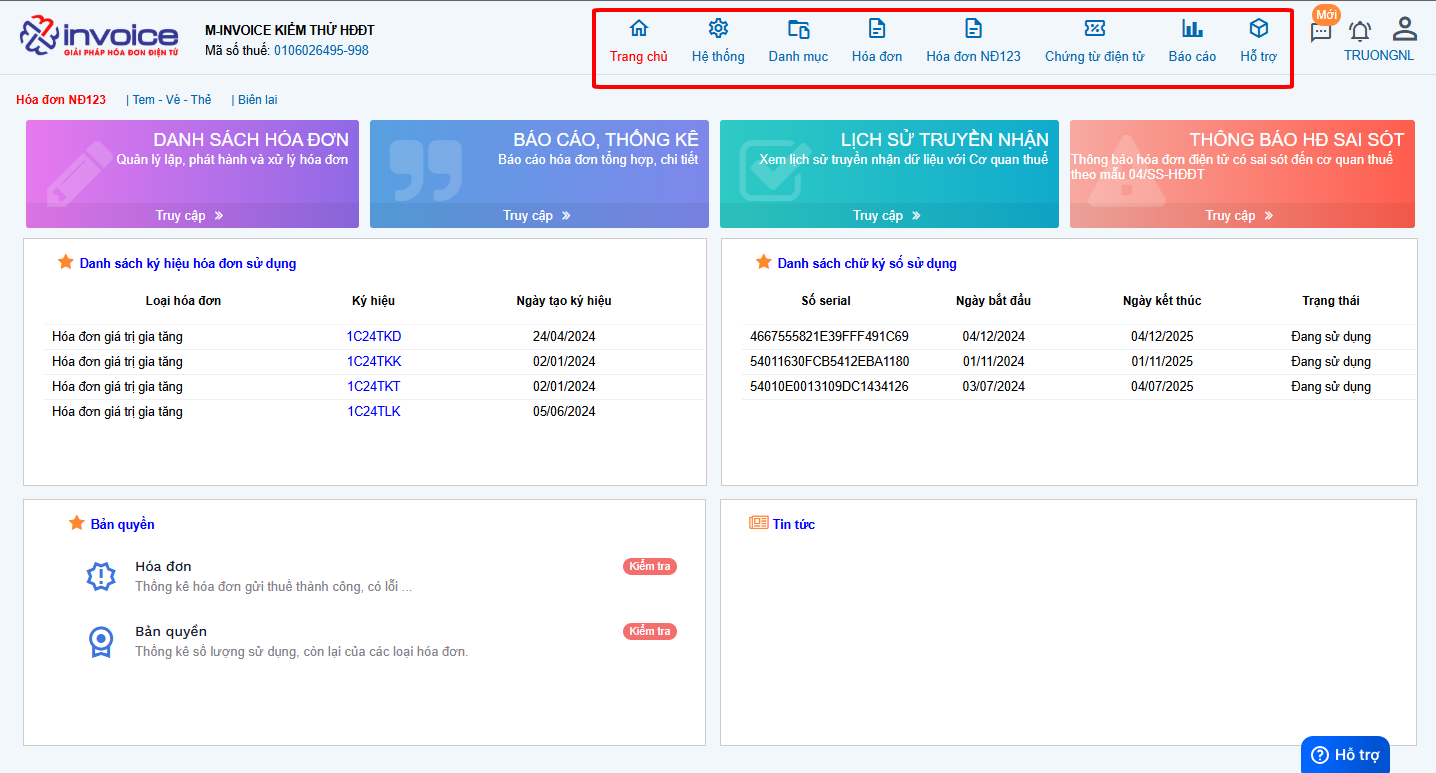 invoice
GIẢI PHÁP HÓA ĐƠN ĐIỆN TỬ
M-INVOICE KIỂM THỬ HĐĐT
Mã số thuế: 0106026495-998
Trang chủ
Hệ thống
Danh mục
Hóa đơn
Hóa đơn NĐ123
Chứng từ điện tử
Báo cáo
Hỗ trợ
Mới
TRUONGNL
Hóa đơn NĐ123 | Tem - Vé - Thẻ | Biên lai
DANH SÁCH HÓA ĐƠN
Quản lý lập, phát hành và xử lý hóa đơn
Truy cập »
BÁO CÁO, THỐNG KÊ
Báo cáo hóa đơn tổng hợp, chi tiết
Truy cập »
LỊCH SỬ TRUYỀN NHẬN
Xem lịch sử truyền nhận dữ liệu với Cơ quan thuế
Truy cập »
THÔNG BÁO HĐ SAI SÓT
Thông báo hóa đơn điện tử có sai sót đến cơ quan thuế
theo mẫu 04/SS-HĐĐT
Truy cập »
Danh sách ký hiệu hóa đơn sử dụng
Loại hóa đơn Ký hiệu Ngày tạo ký hiệu
Hóa đơn giá trị gia tăng 1C24TKD 24/04/2024
Hóa đơn giá trị gia tăng 1C24TKK 02/01/2024
Hóa đơn giá trị gia tăng 1C24TKT 02/01/2024
Hóa đơn giá trị gia tăng 1C24TLK 05/06/2024
Danh sách chữ ký số sử dụng
Số serial Ngày bắt đầu Ngày kết thúc Trạng thái
4667555821E39FFF491C69 04/12/2024 04/12/2025 Đang sử dụng
54011630FCB5412EBA1180 01/11/2024 01/11/2025 Đang sử dụng
54010E0013109DC1434126 03/07/2024 04/07/2025 Đang sử dụng
Bản quyền
Hóa đơn
Kiểm tra
Thống kê hóa đơn gửi thuế thành công, có lỗi ...
Bản quyền
Kiểm tra
Thống kê số lượng sử dụng, còn lại của các loại hóa đơn.
Tin tức
Hỗ trợ